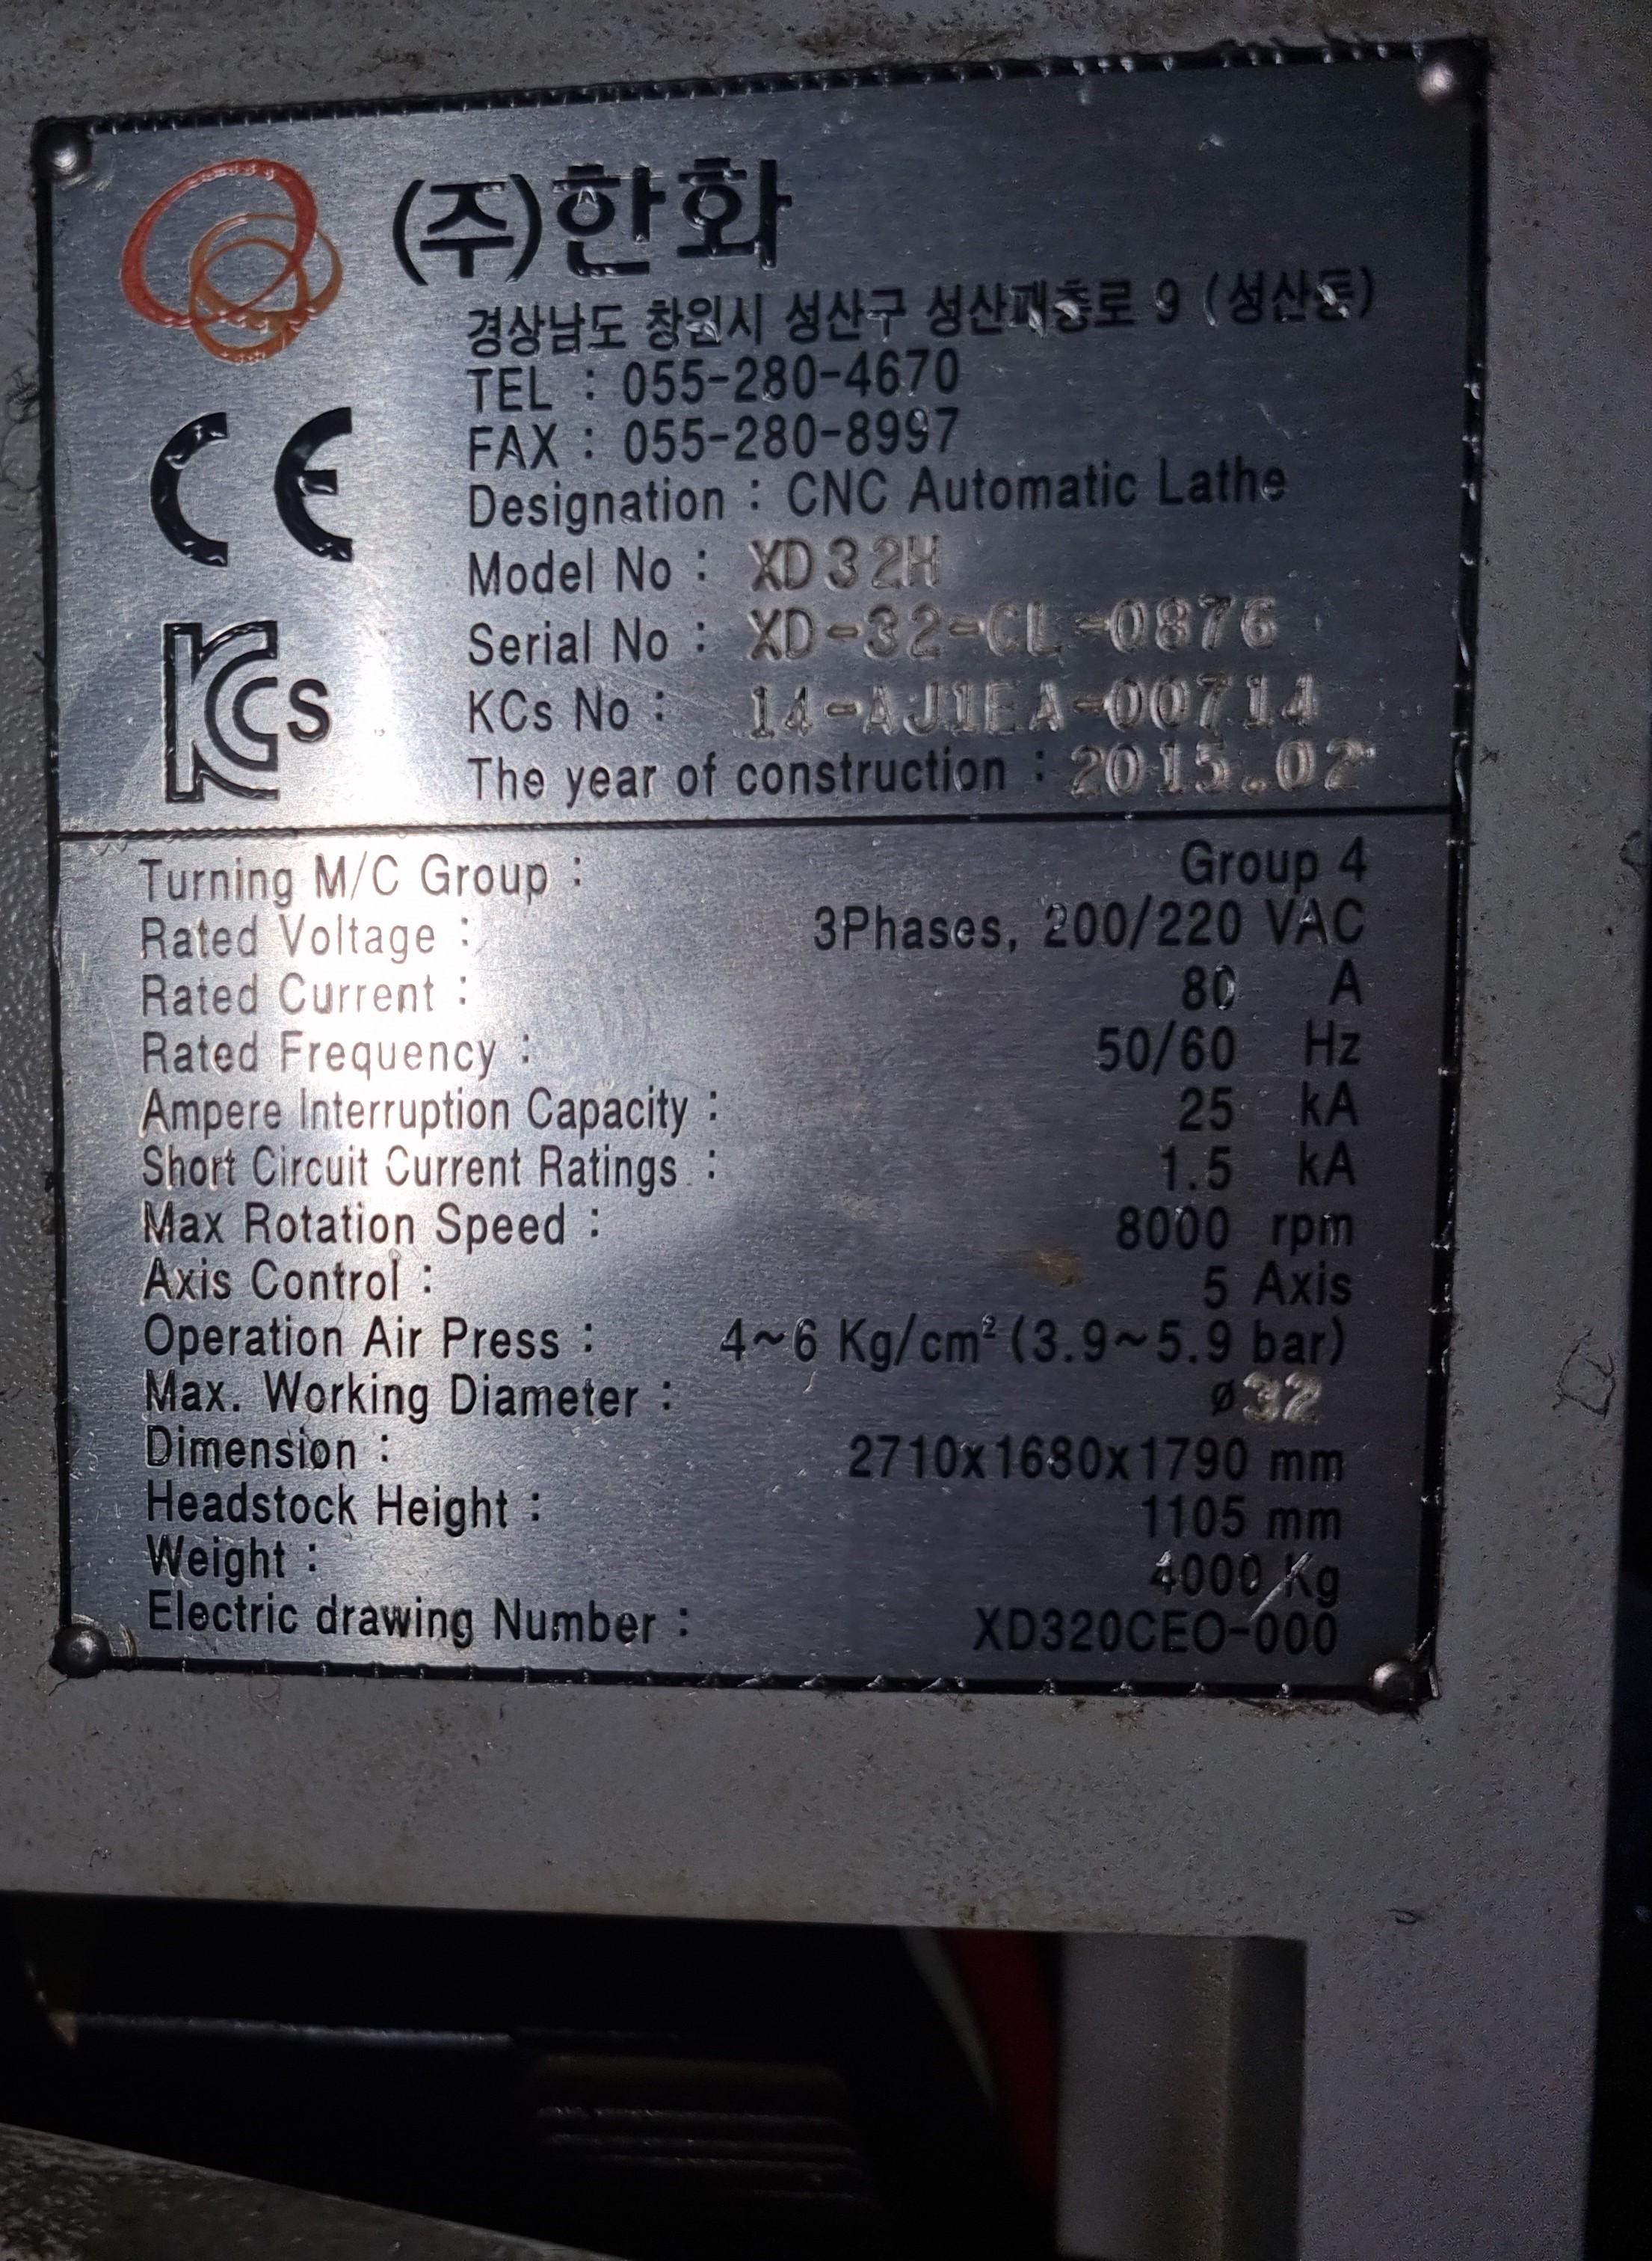 (주)한화
경상남도 창원시 성산구 성산패총로 9 (성산동)
TEL : 055-280-4670
FAX : 055-280-8997
Designation : CNC Automatic Lathe
CE
Model No : XD32H
Serial No : XD-32-CL-0876
KCs
KCs No : 14-AJ1EA-00714
The year of construction : 2015.02
Turning M/C Group : Group 4
Rated Voltage : 3Phases, 200/220 VAC
Rated Current : 80 A
Rated Frequency : 50/60 Hz
Ampere Interruption Capacity : 25 kA
Short Circuit Current Ratings : 1.5 kA
Max Rotation Speed : 8000 rpm
Axis Control : 5 Axis
Operation Air Press : 4~6 Kg/cm² (3.9~5.9 bar)
Max. Working Diameter : ø32
Dimension : 2710x1680x1790 mm
Headstock Height : 1105 mm
Weight : 4000 Kg
Electric drawing Number : XD320CEO-000